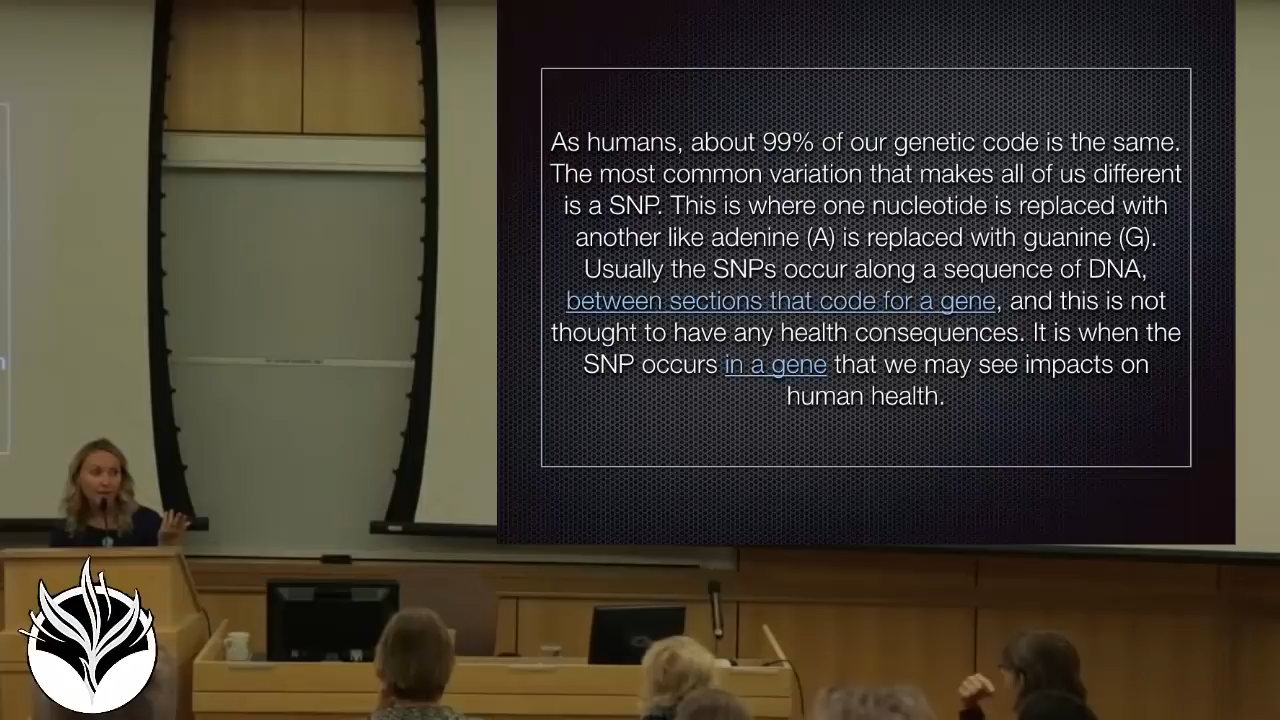 As humans, about 99% of our genetic code is the same.
The most common variation that makes all of us different
is a SNP. This is where one nucleotide is replaced with
another like adenine (A) is replaced with guanine (G).
Usually the SNPs occur along a sequence of DNA,
between sections that code for a gene, and this is not
thought to have any health consequences. It is when the
SNP occurs in a gene that we may see impacts on
human health.